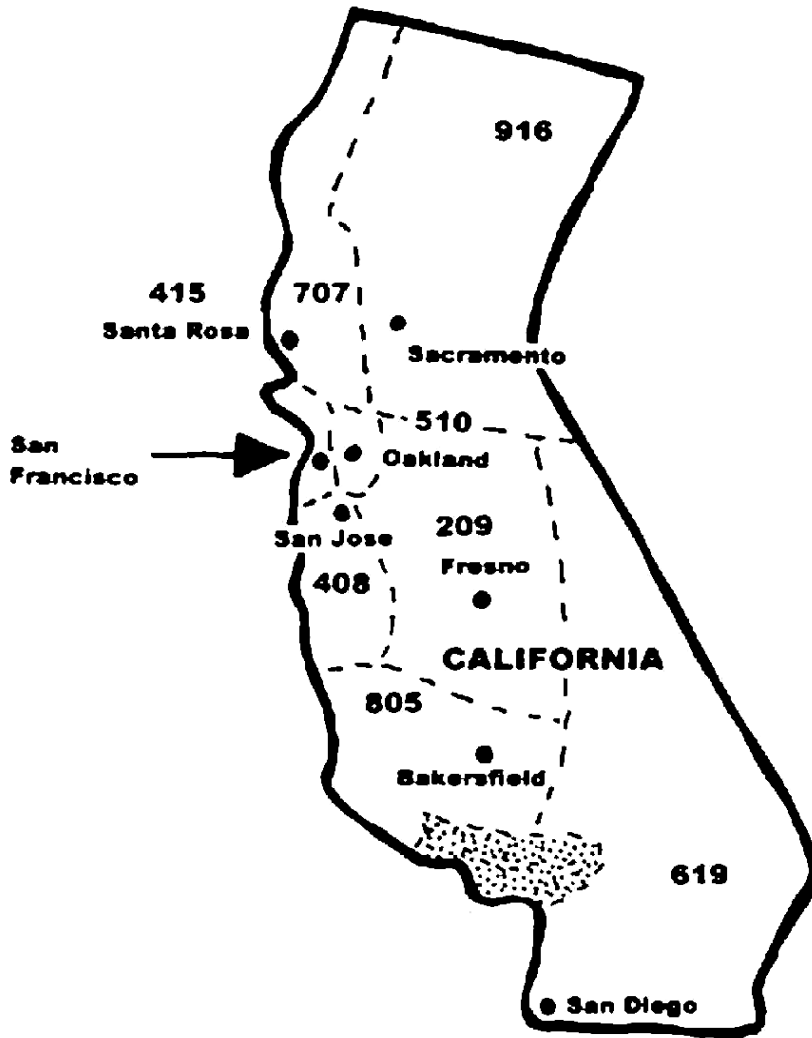 916
415
707
Santa Rosa
Sacramento
510
San
Francisco
Oakland
209
San Jose
Fresno
408
CALIFORNIA
805
Bakersfield
619
San Diego